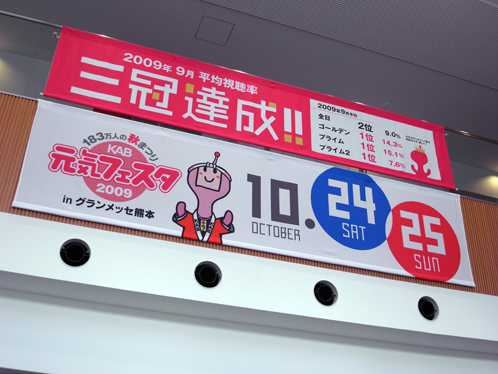 2009年 9月 平均視聴率
三冠達成!!
2009年9月平均
全日 2位 9.0%
ゴールデン 1位 14.3%
プライム 1位 15.1%
プライム2 1位 7.6%
18.3万人の秋まつり
KAB
元気フェスタ
2009
in グランメッセ熊本
10.
OCTOBER
24
SAT
25
SUN